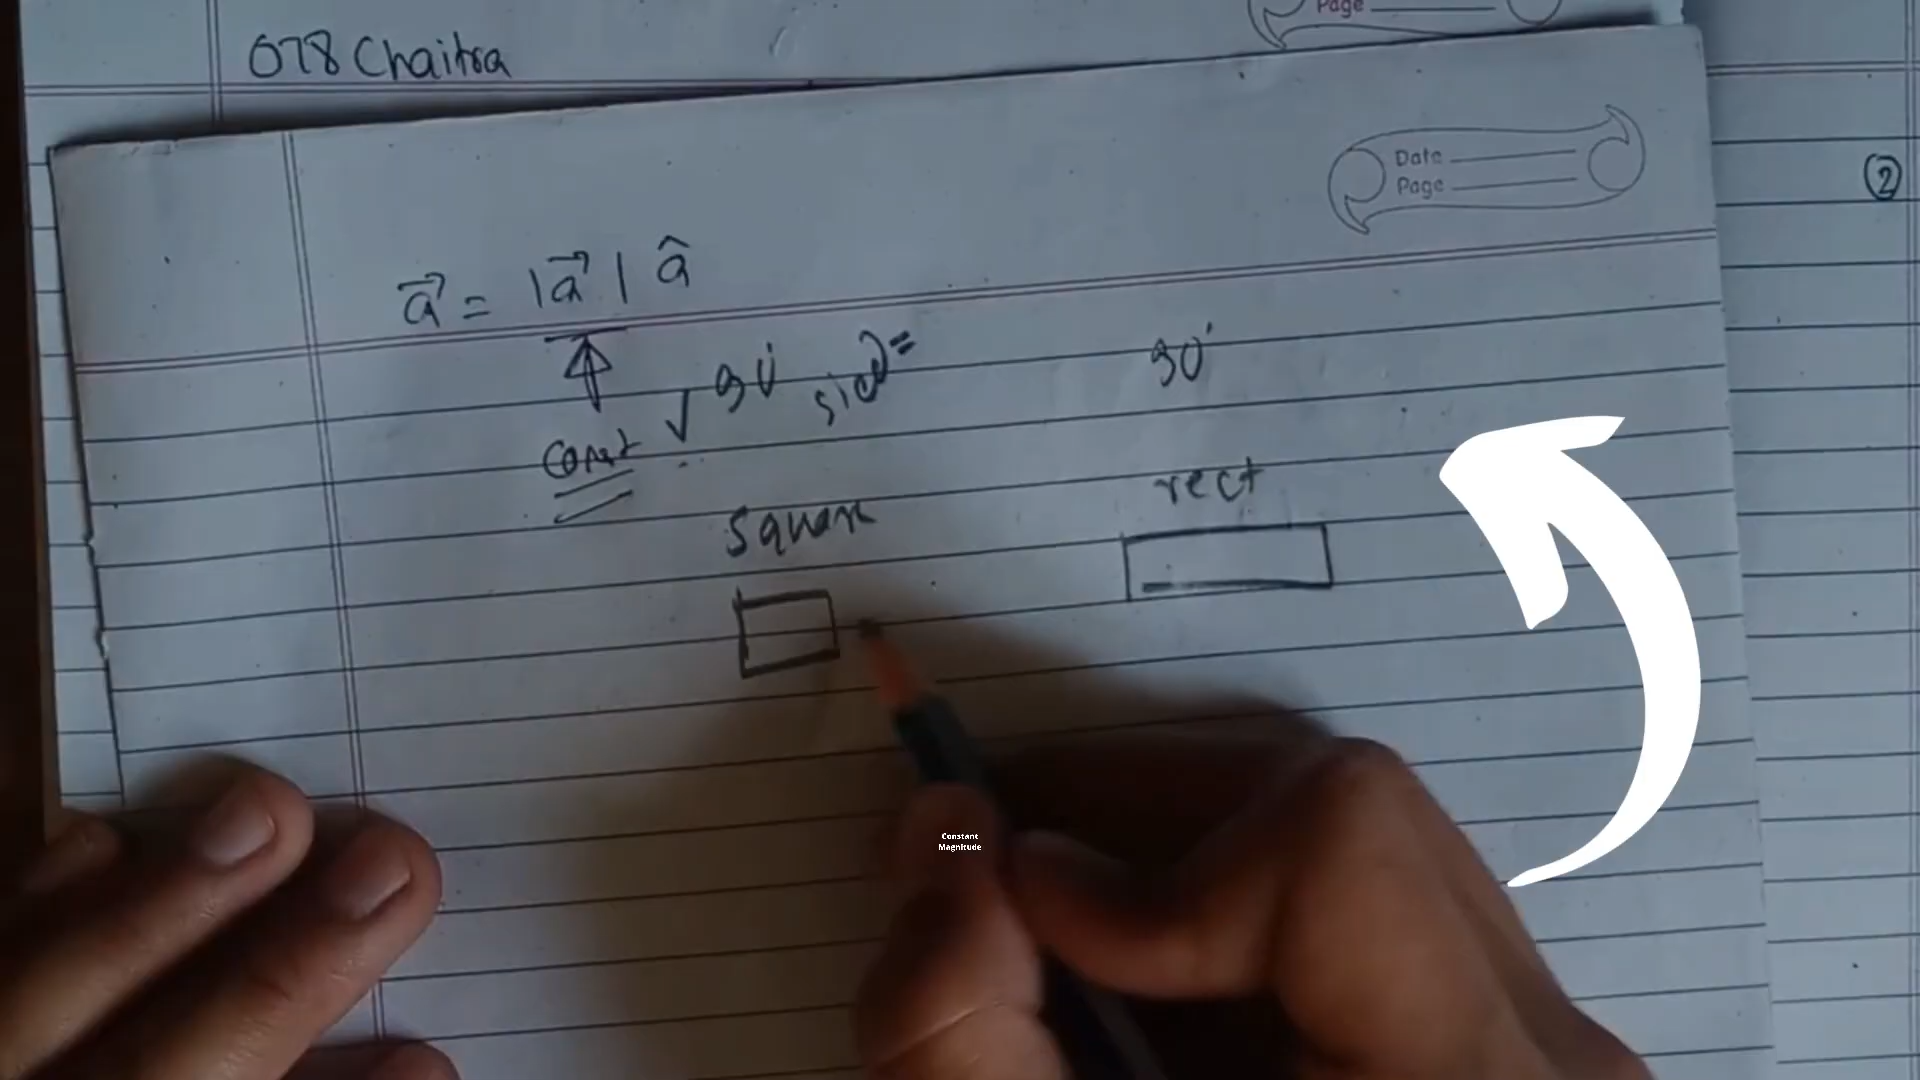 Page
078 Chaitra
Date
Page
2
a⃗ = |a⃗| â
const
90° side =
90°
square
rect
Constant
Magnitude